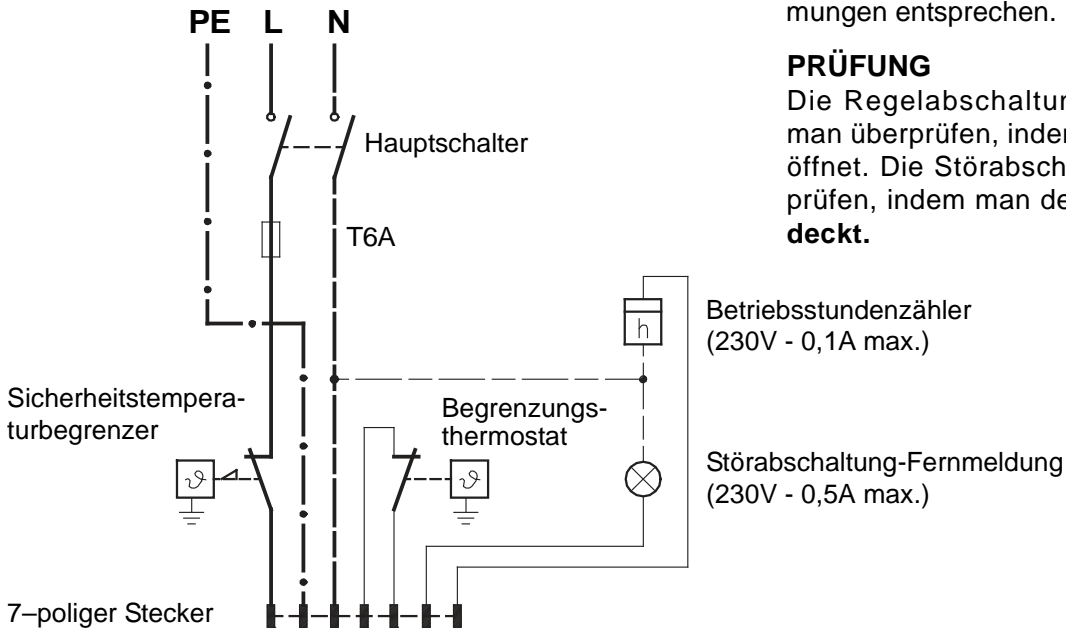 PE L N
Hauptschalter
T6A
Betriebsstundenzähler
(230V - 0,1A max.)
h
Sicherheitstempera-
turbegrenzer
Begrenzungs-
thermostat
ϑ
ϑ
Störabschaltung-Fernmeldung
(230V - 0,5A max.)
7–poliger Stecker
mungen entsprechen.
PRÜFUNG
Die Regelabschaltun
man überprüfen, inde
öffnet. Die Störabsch
prüfen, indem man de
deckt.